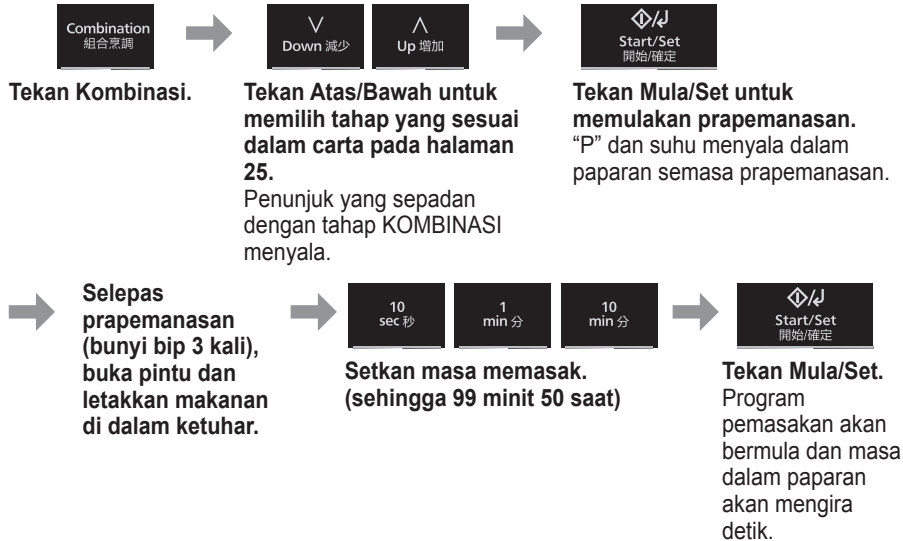 Combination
組合烹調
Down 減少
Up 增加
Start/Set
開始/確定
Tekan Kombinasi.
Tekan Atas/Bawah untuk
memilih tahap yang sesuai
dalam carta pada halaman
25.
Penunjuk yang sepadan
dengan tahap KOMBINASI
menyala.
Tekan Mula/Set untuk
memulakan prapemanasan.
“P” dan suhu menyala dalam
paparan semasa prapemanasan.
Selepas
prapemanasan
(bunyi bip 3 kali),
buka pintu dan
letakkan makanan
di dalam ketuhar.
10
sec 秒
1
min 分
10
min 分
Setkan masa memasak.
(sehingga 99 minit 50 saat)
Start/Set
開始/確定
Tekan Mula/Set.
Program
pemasakan akan
bermula dan masa
dalam paparan
akan mengira
detik.